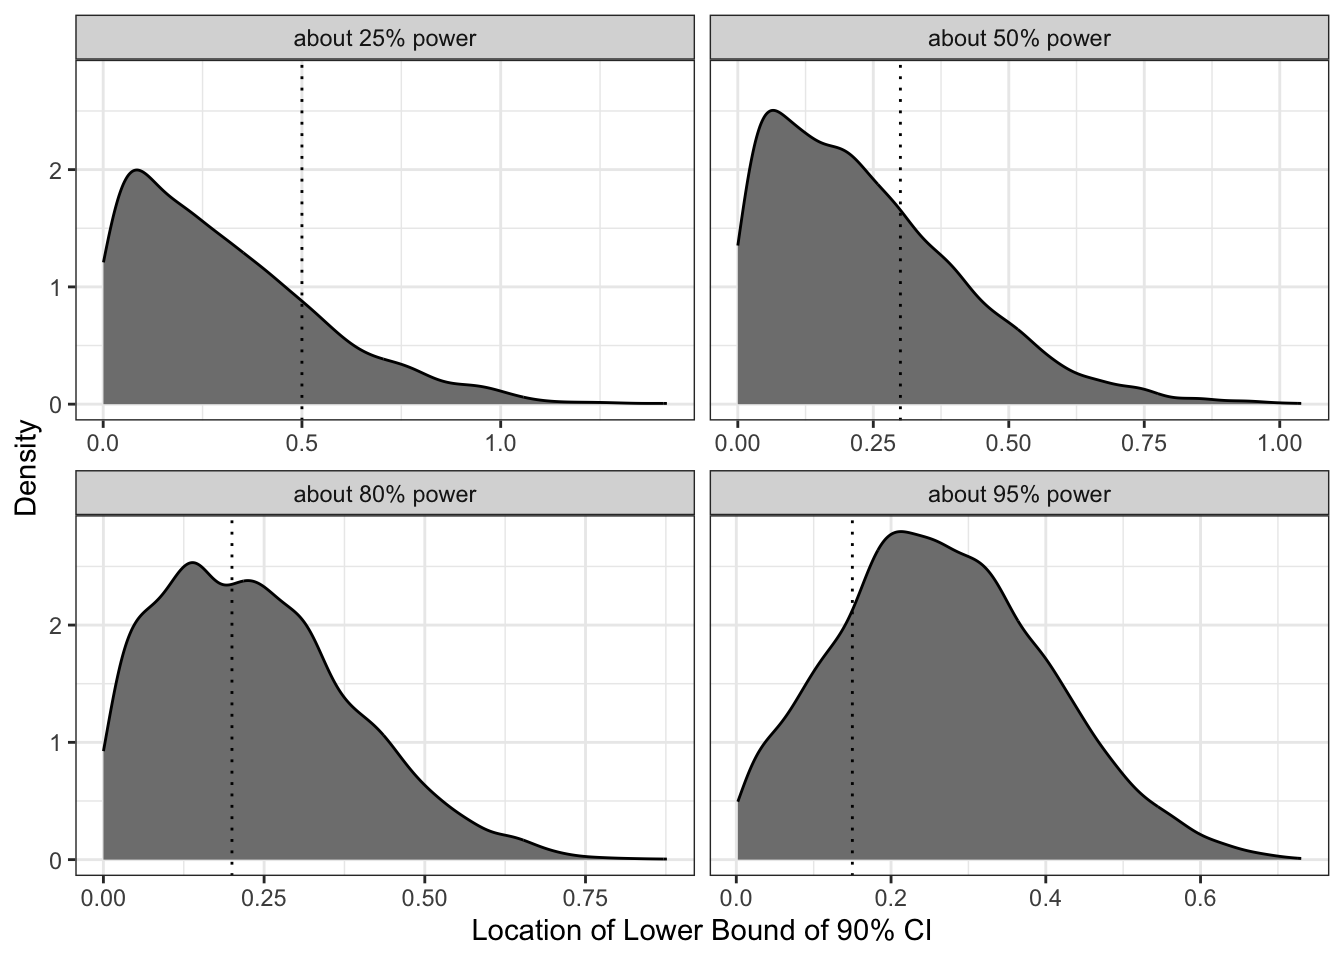 about 25% power
about 50% power
2
1
0
0.0 0.5 1.0
0.00 0.25 0.50 0.75 1.00
Density
about 80% power
about 95% power
2
1
0
0.00 0.25 0.50 0.75
0.0 0.2 0.4 0.6
Location of Lower Bound of 90% CI